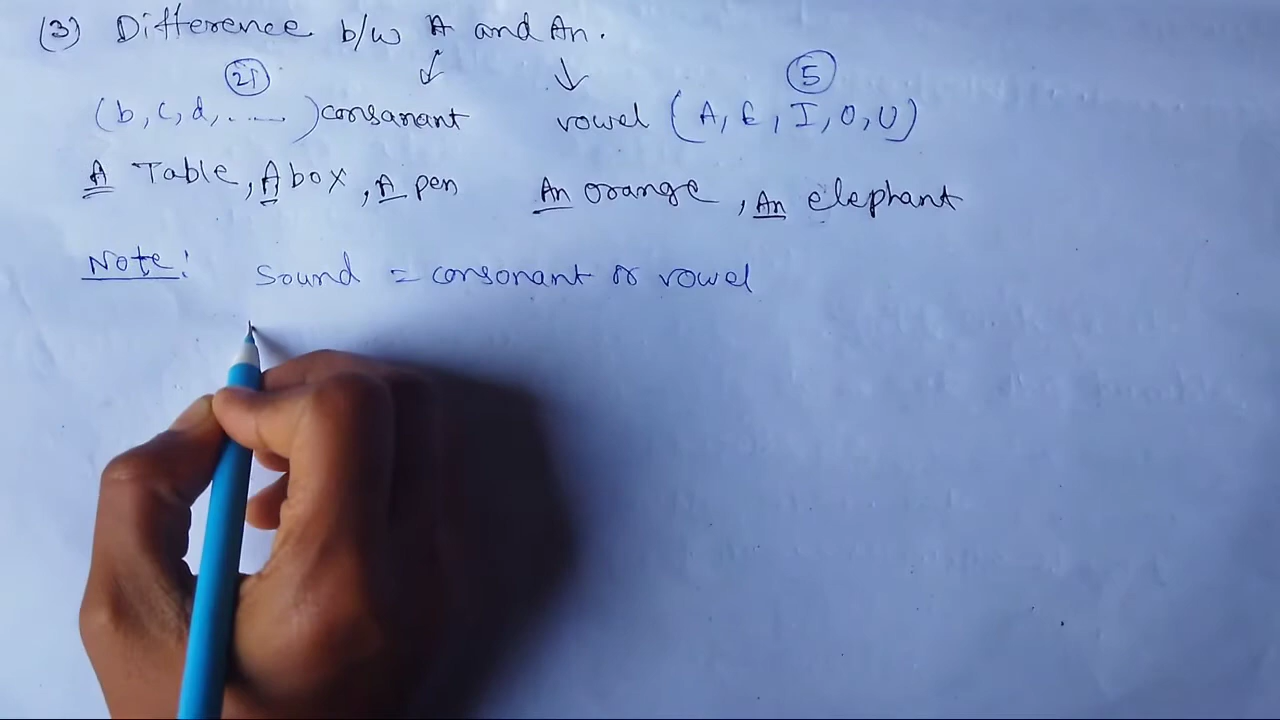 (3) Difference b/w A and An.
(21) (5)
(b, c, d, ......) consanant vowel (A, E, I, O, U)
A Table, A box, A pen An orange, An elephant
Note: Sound = consonant or vowel